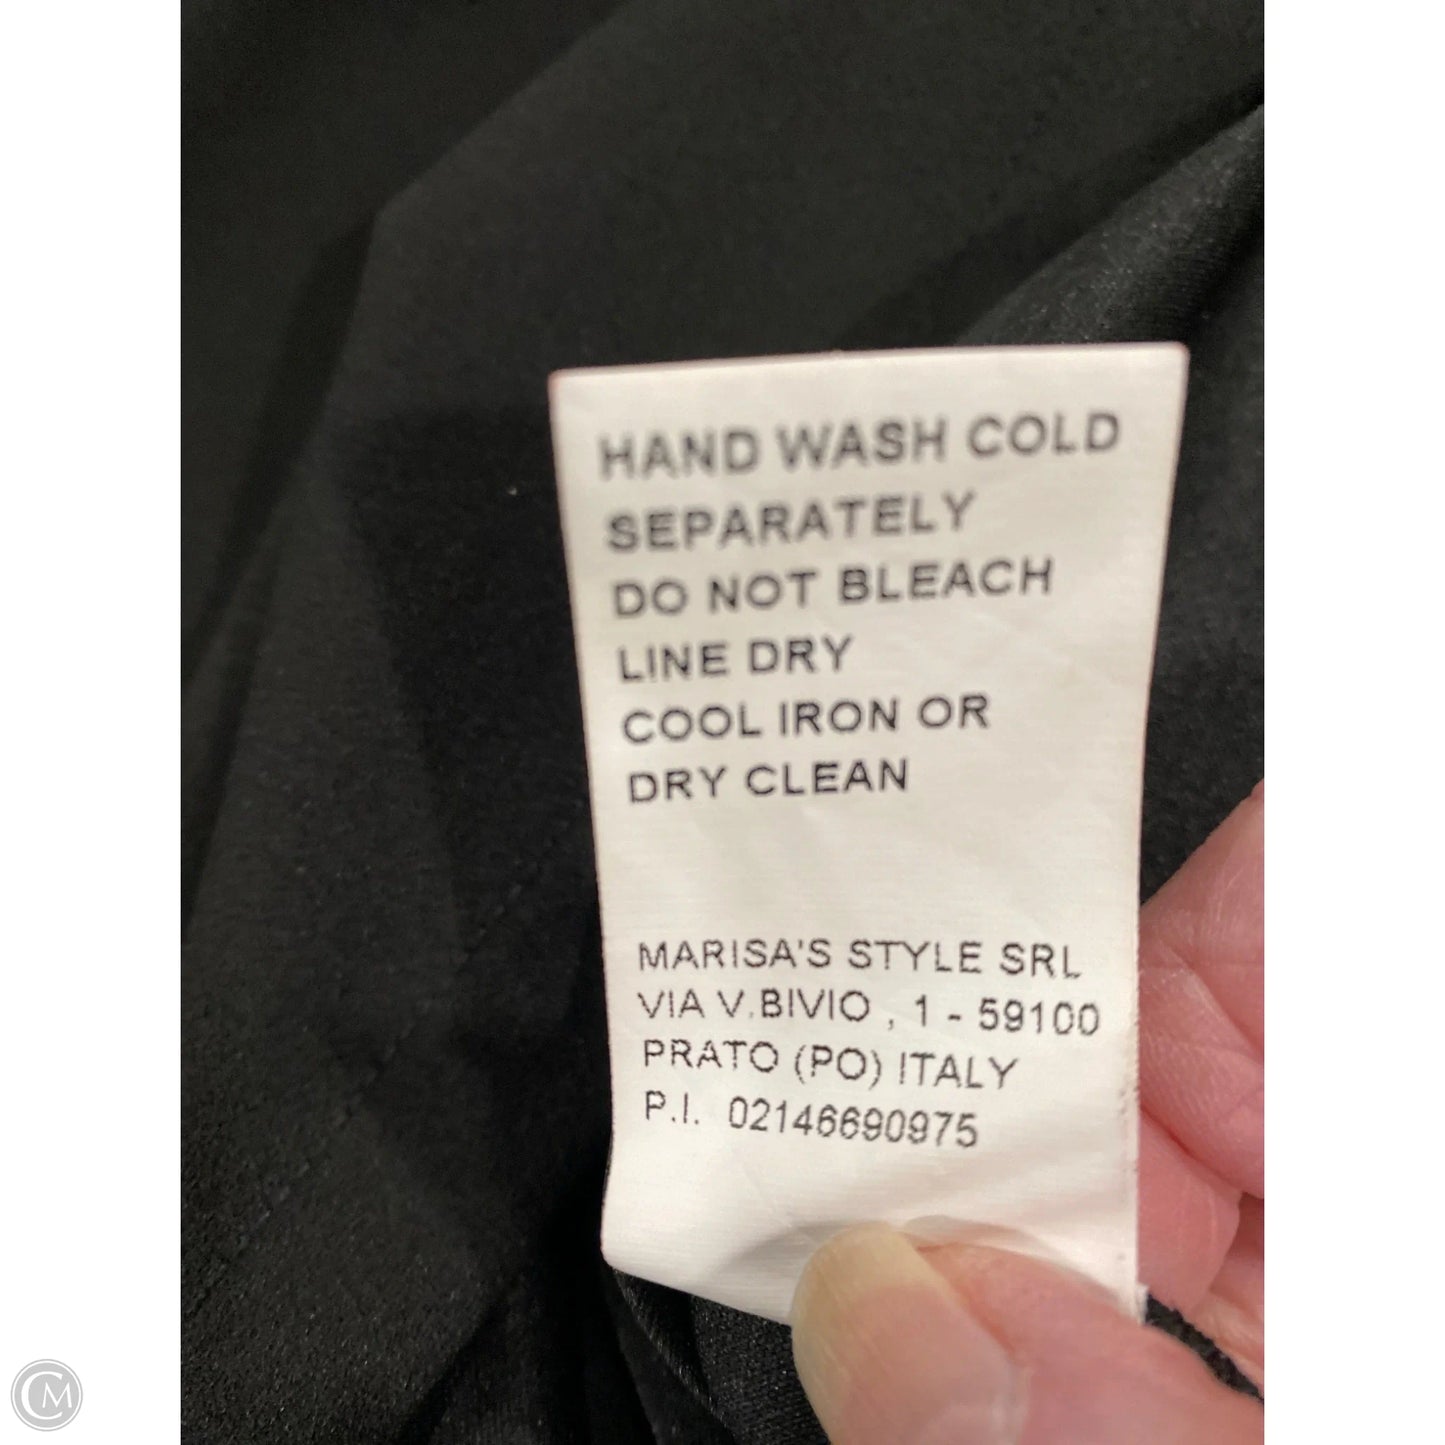 HAND WASH COLD
SEPARATELY
DO NOT BLEACH
LINE DRY
COOL IRON OR
DRY CLEAN
MARISA'S STYLE SRL
VIA V.BIVIO , 1 - 59100
PRATO (PO) ITALY
P.I. 02146690975
CM